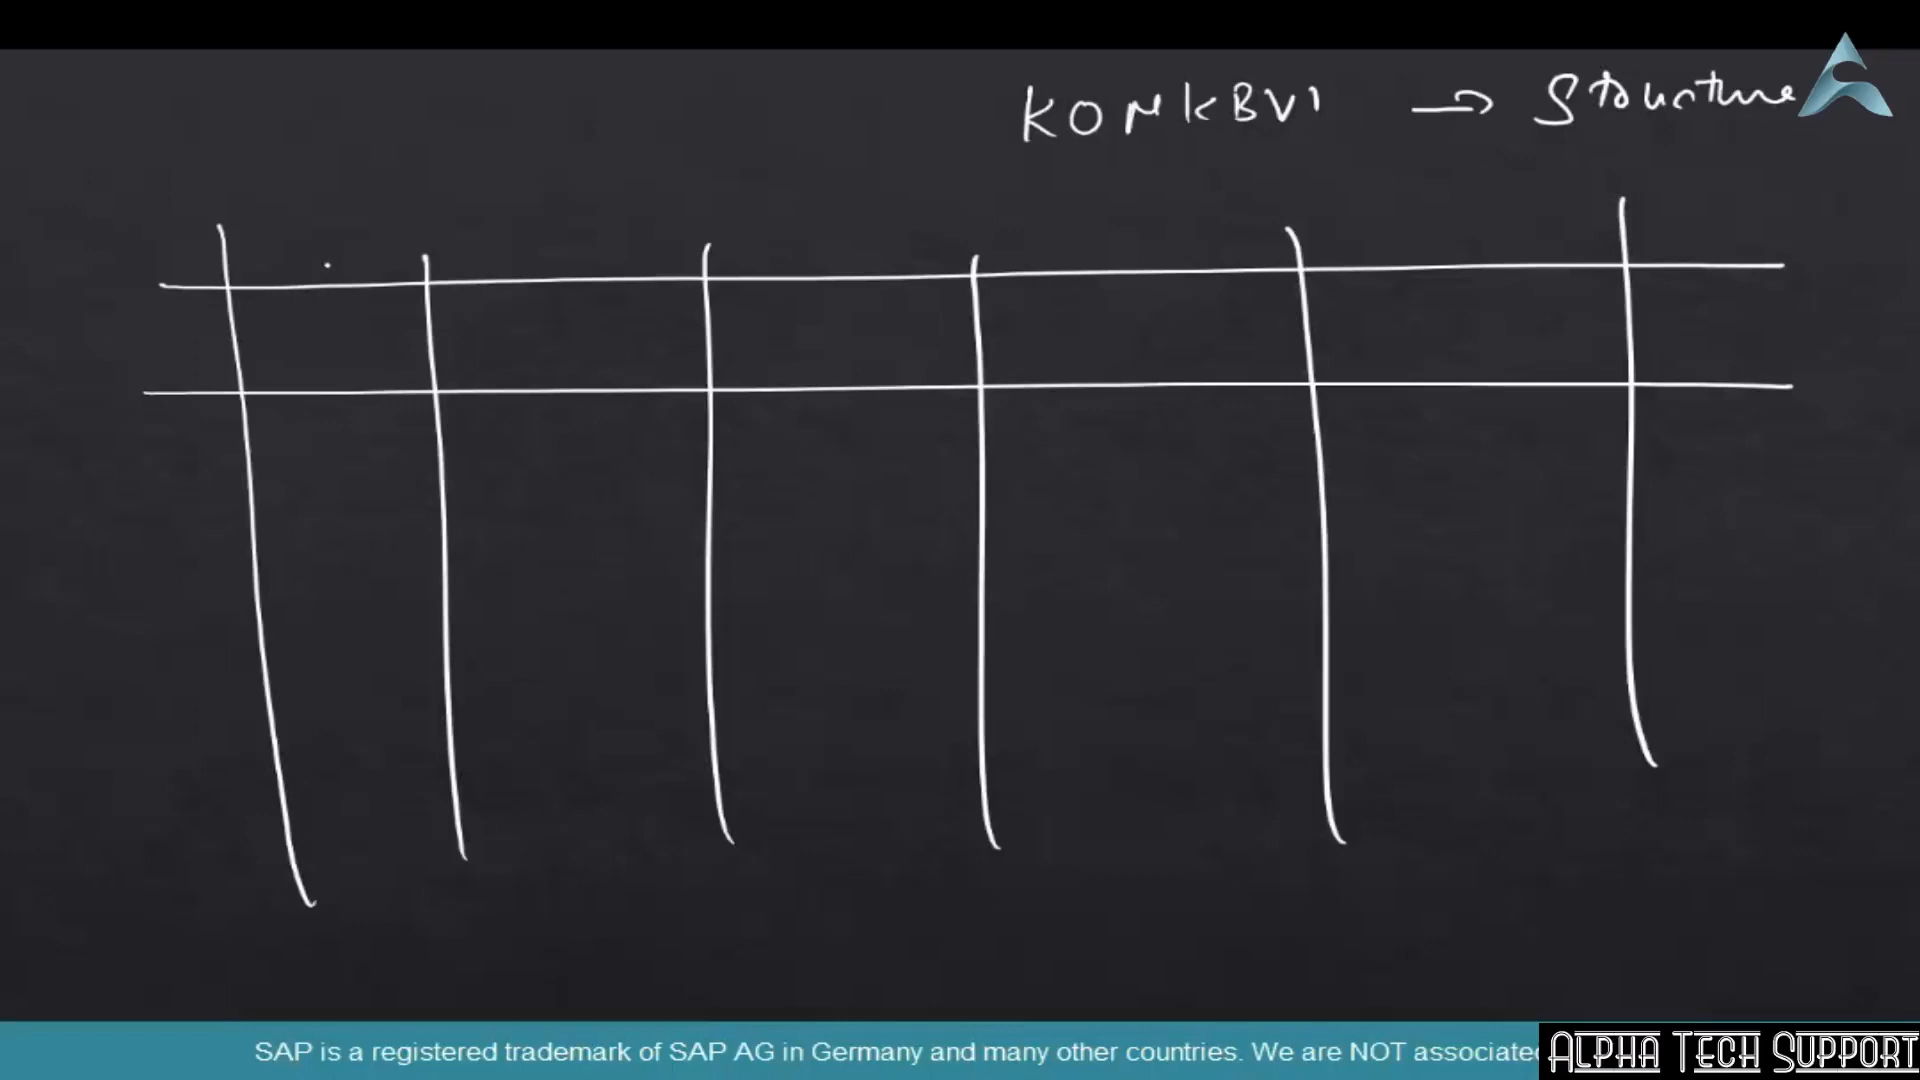 KOMKBV1 → Structure
SAP is a registered trademark of SAP AG in Germany and many other countries. We are NOT associated
ALPHA TECH SUPPORT